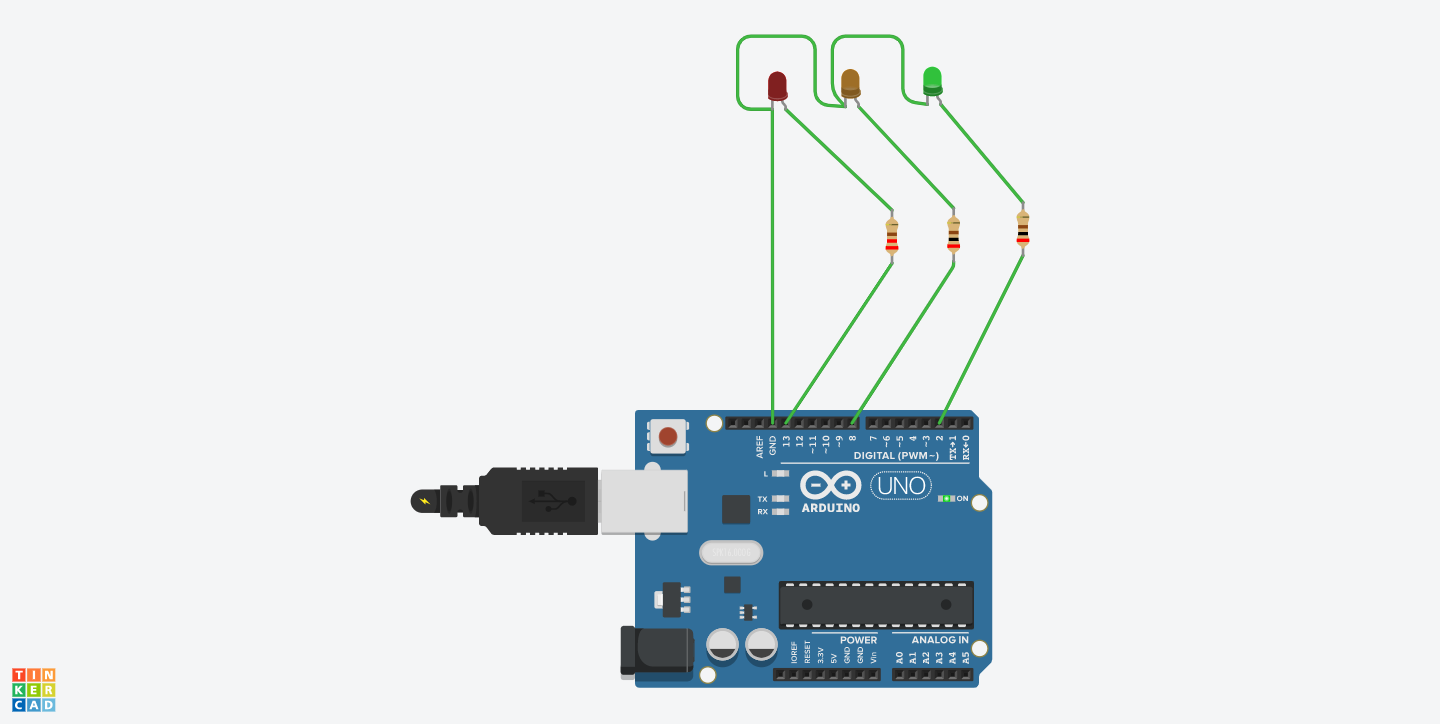 AREF
GND
13
12
~11
~10
~9
8
7
~6
~5
4
~3
2
TX→1
RX←0
DIGITAL (PWM~)
L
TX
RX
UNO
ON
ARDUINO
POWER
ANALOG IN
IOREF
RESET
3.3V
5V
GND
GND
Vin
A0
A1
A2
A3
A4
A5
TIN
KER
CAD